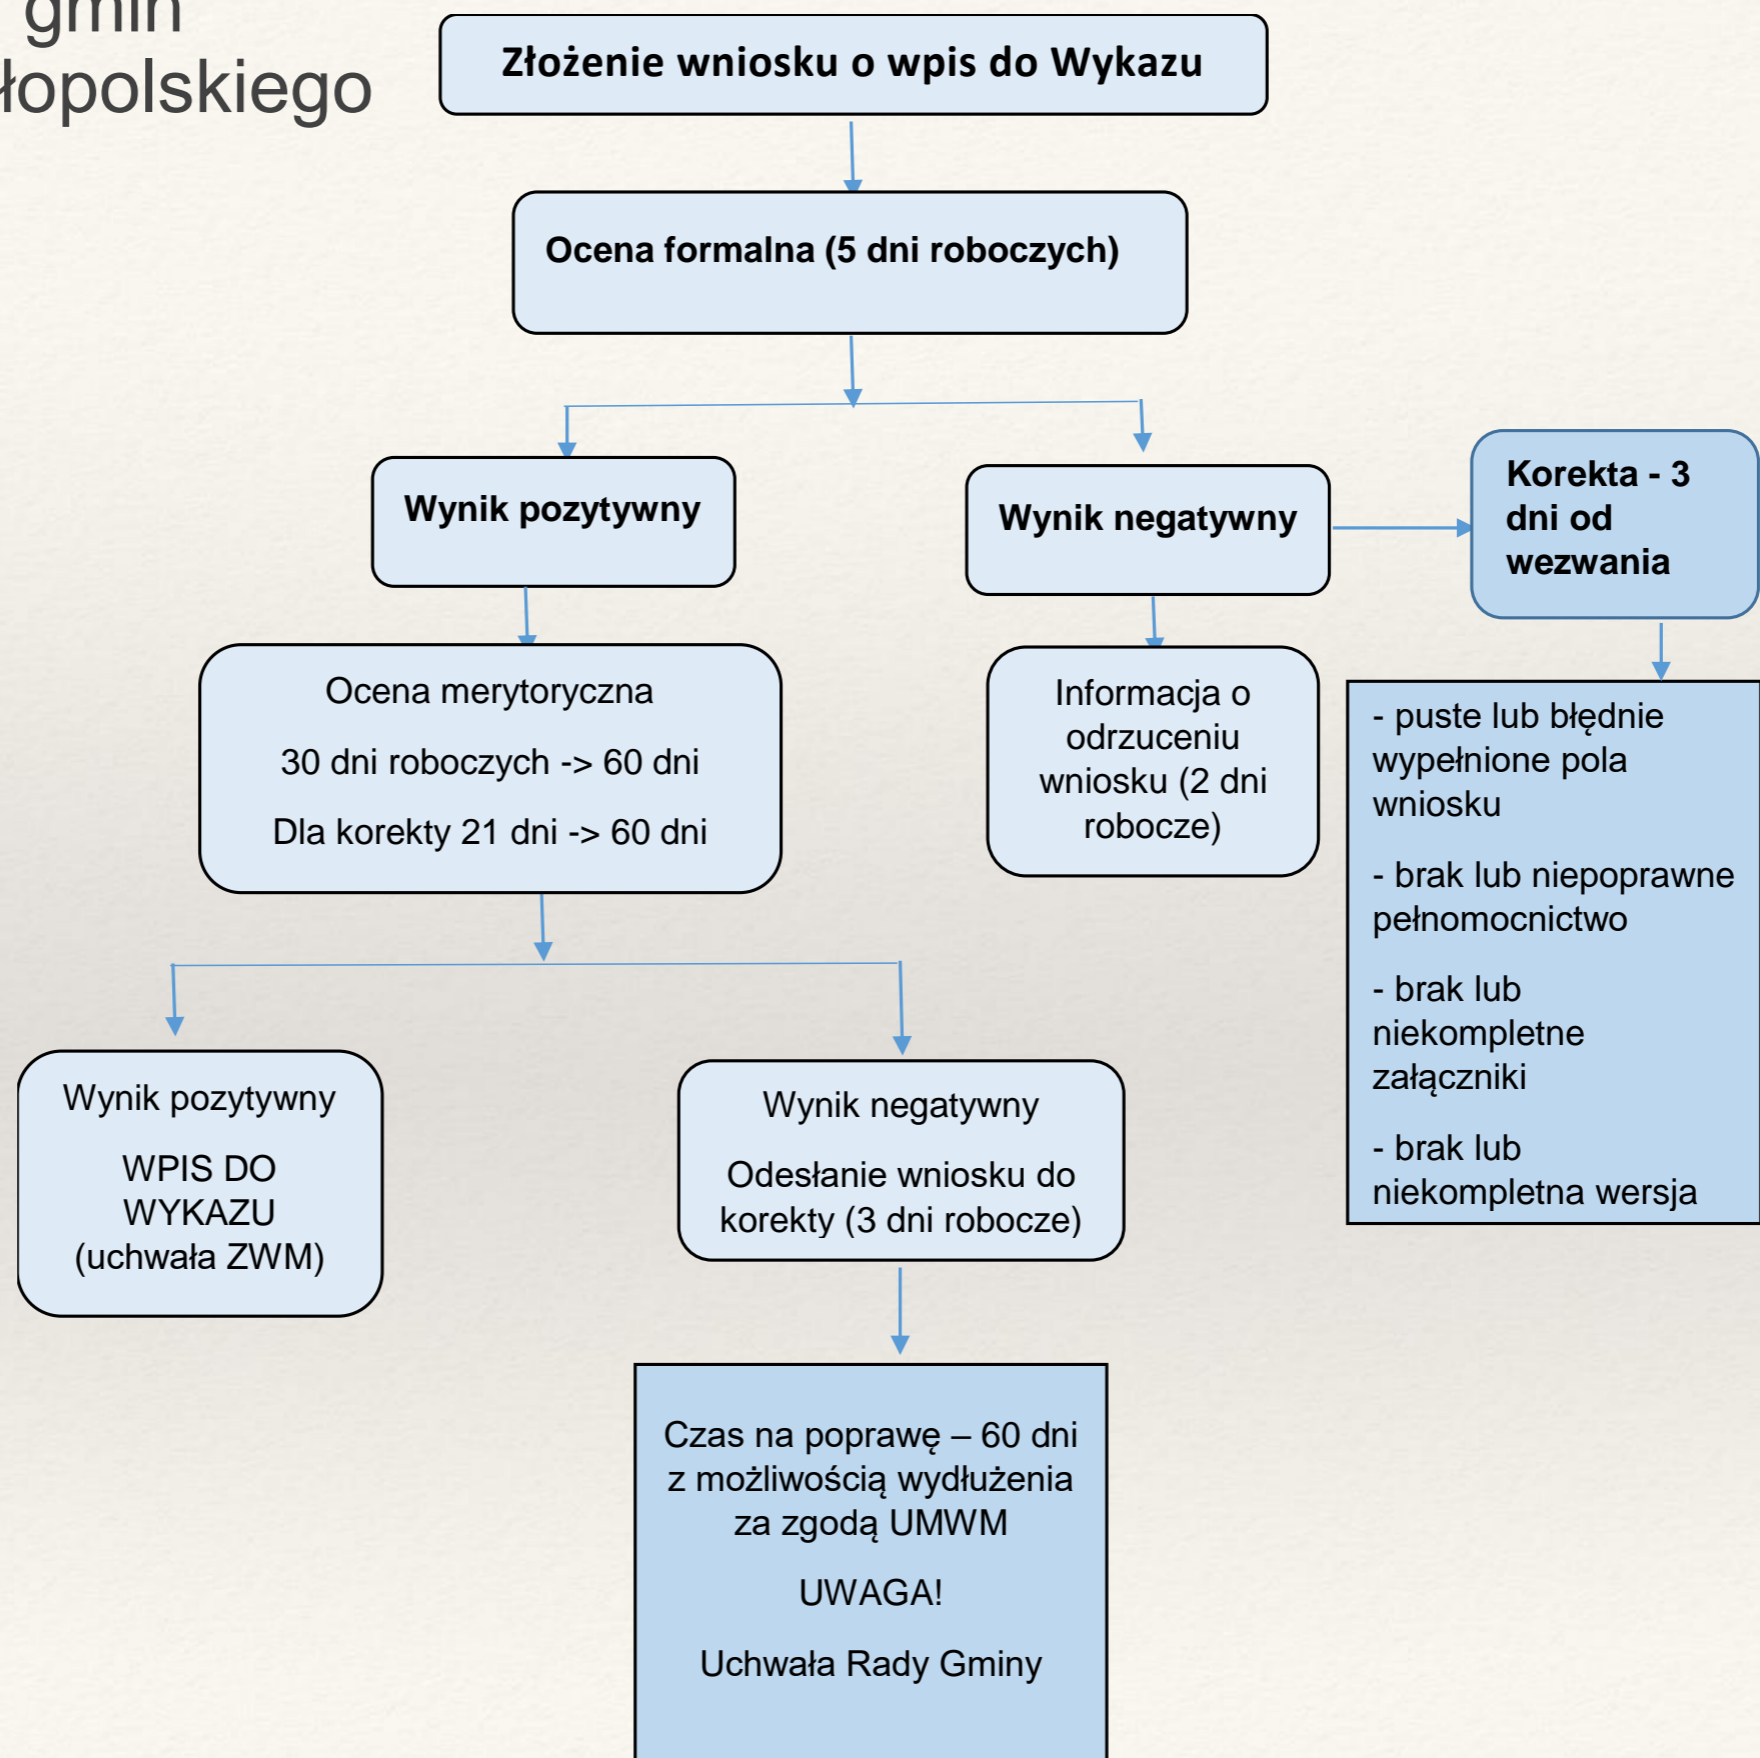 gmin
łopolskiego
Złożenie wniosku o wpis do Wykazu
Ocena formalna (5 dni roboczych)
Wynik pozytywny
Wynik negatywny
Korekta - 3
dni od
wezwania
Ocena merytoryczna
30 dni roboczych -> 60 dni
Dla korekty 21 dni -> 60 dni
Informacja o
odrzuceniu
wniosku (2 dni
robocze)
- puste lub błędnie
wypełnione pola
wniosku
- brak lub niepoprawne
pełnomocnictwo
- brak lub
niekompletne
załączniki
- brak lub
niekompletna wersja
Wynik pozytywny
WPIS DO
WYKAZU
(uchwała ZWM)
Wynik negatywny
Odesłanie wniosku do
korekty (3 dni robocze)
Czas na poprawę – 60 dni
z możliwością wydłużenia
za zgodą UMWM
UWAGA!
Uchwała Rady Gminy